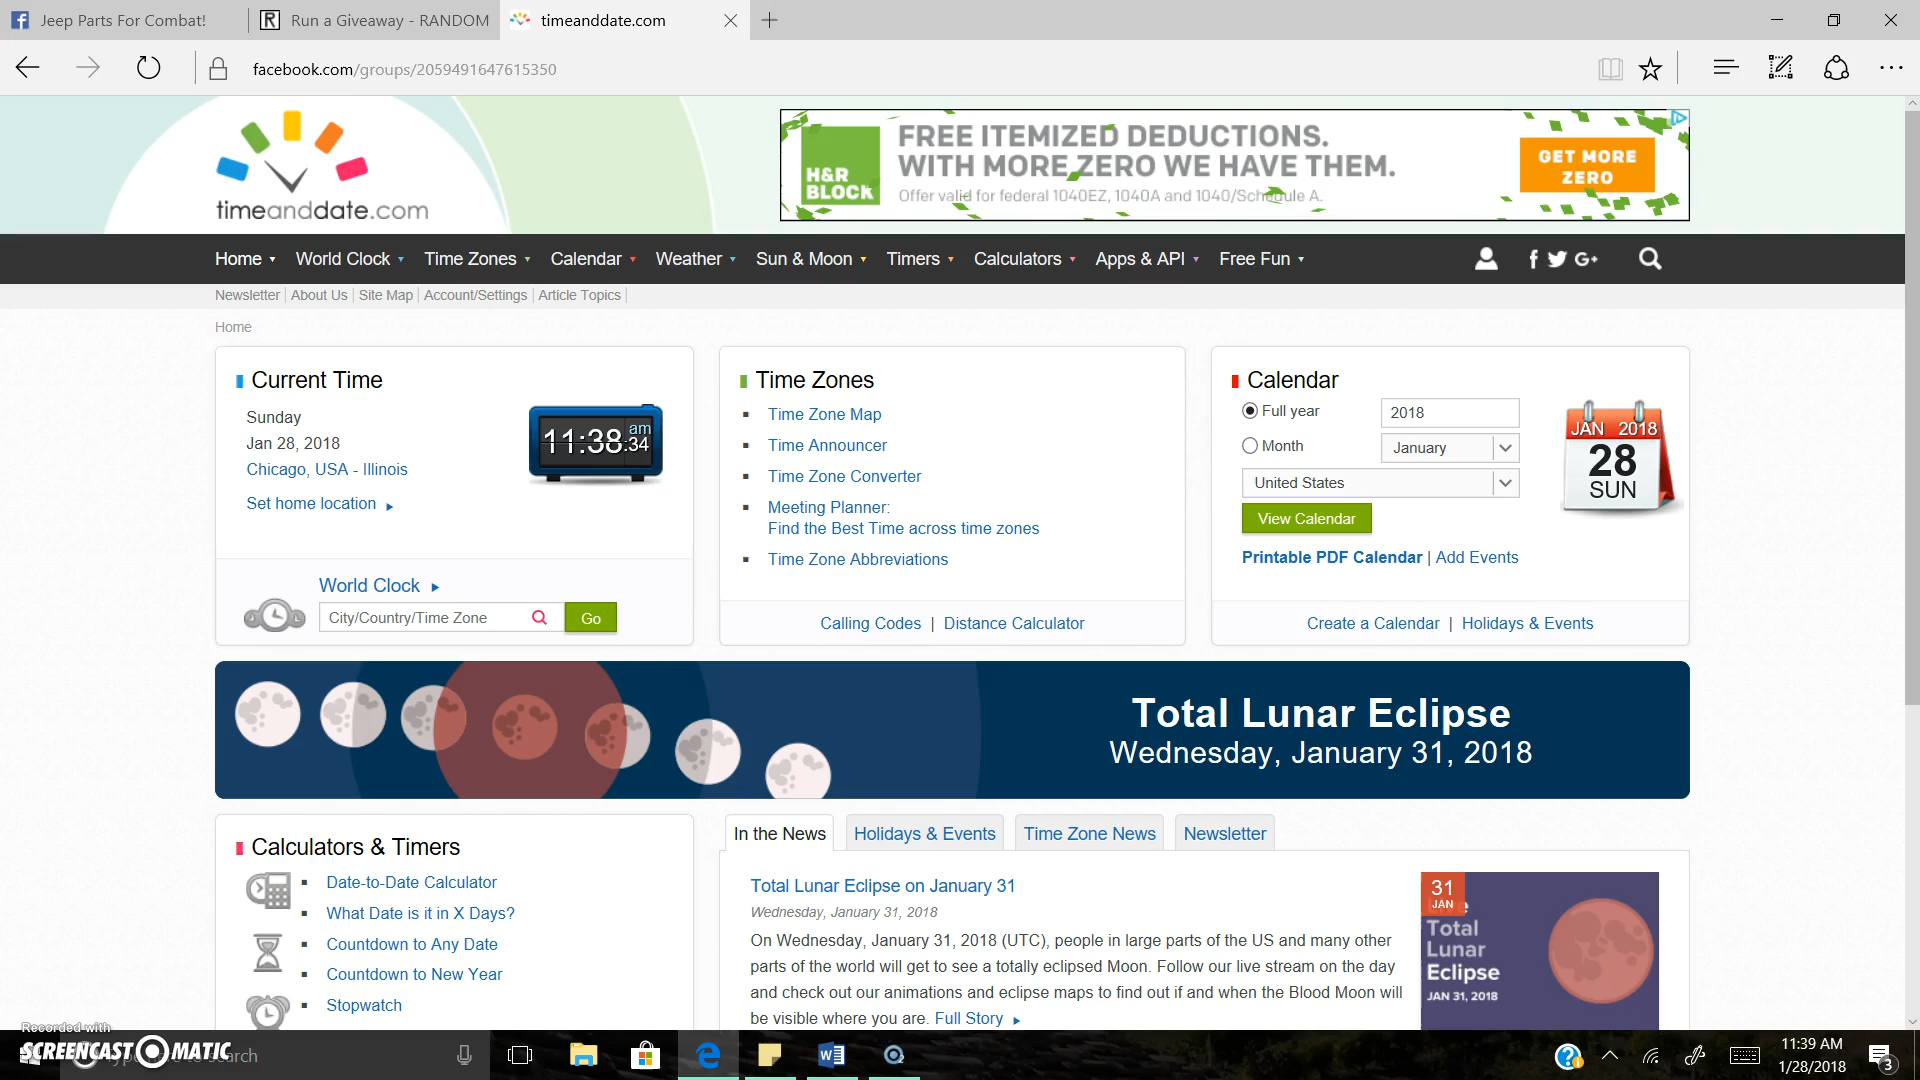 Jeep Parts For Combat!
Run a Giveaway - RANDOM
timeanddate.com
facebook.com/groups/2059491647615350
timeanddate.com
H&R
BLOCK
FREE ITEMIZED DEDUCTIONS.
WITH MORE ZERO WE HAVE THEM.
Offer valid for federal 1040EZ, 1040A and 1040/Schedule A.
GET MORE
ZERO
Home World Clock Time Zones Calendar Weather Sun & Moon Timers Calculators Apps & API Free Fun
Newsletter | About Us | Site Map | Account/Settings | Article Topics |
Home
Current Time
Sunday
Jan 28, 2018
Chicago, USA - Illinois
Set home location
11:38:34 am
World Clock
City/Country/Time Zone
Go
Time Zones
Time Zone Map
Time Announcer
Time Zone Converter
Meeting Planner:
Find the Best Time across time zones
Time Zone Abbreviations
Calling Codes | Distance Calculator
Calendar
Full year 2018
Month January
United States
View Calendar
Printable PDF Calendar | Add Events
JAN 2018
28
SUN
Create a Calendar | Holidays & Events
Total Lunar Eclipse
Wednesday, January 31, 2018
Calculators & Timers
Date-to-Date Calculator
What Date is it in X Days?
Countdown to Any Date
Countdown to New Year
Stopwatch
In the News Holidays & Events Time Zone News Newsletter
Total Lunar Eclipse on January 31
Wednesday, January 31, 2018
On Wednesday, January 31, 2018 (UTC), people in large parts of the US and many other
parts of the world will get to see a totally eclipsed Moon. Follow our live stream on the day
and check out our animations and eclipse maps to find out if and when the Blood Moon will
be visible where you are. Full Story
31
JAN
Total
Lunar
Eclipse
JAN 31, 2018
Recorded with
SCREENCAST-O-MATIC
search
11:39 AM
1/28/2018
3